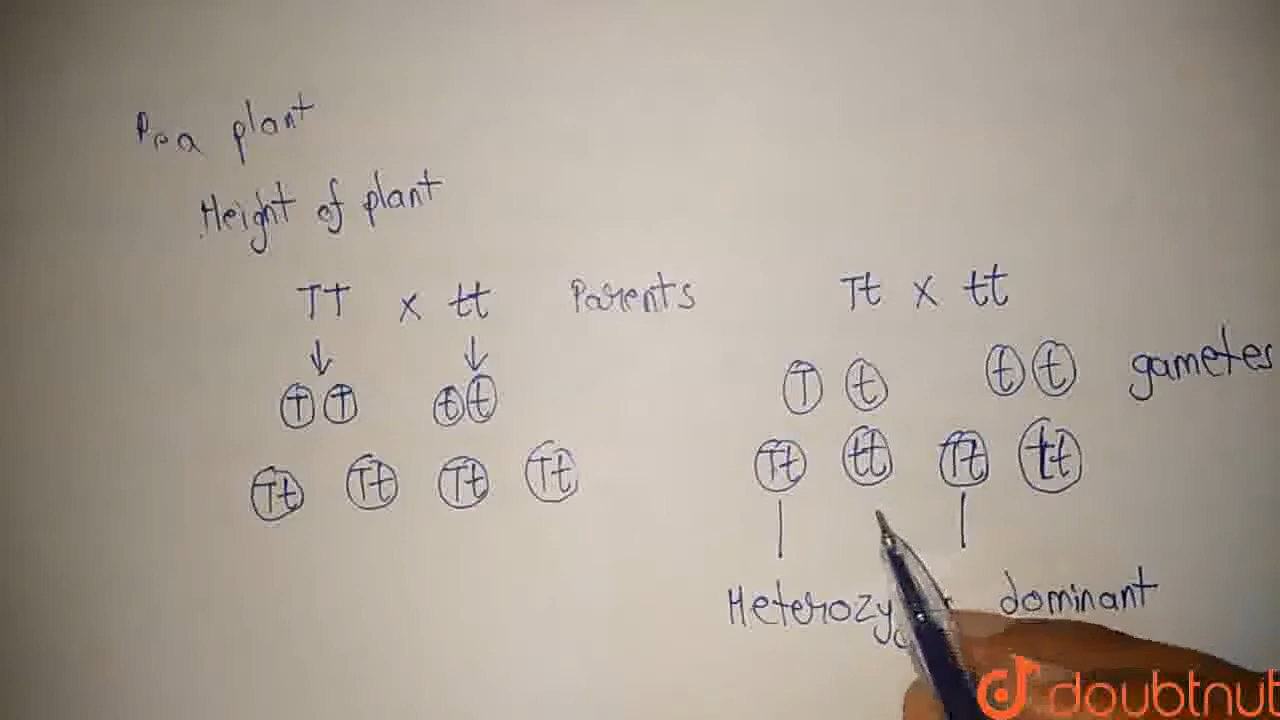 Pea plant
Height of plant
TT x tt Parents
T T t t
Tt Tt Tt Tt
Tt x tt
T t t t gametes
Tt tt Tt tt
dominant
doubtnut